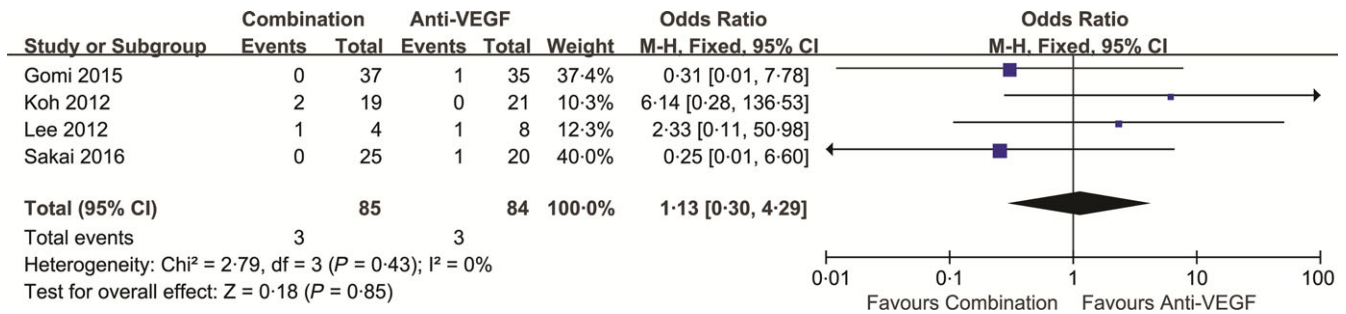 Combination Anti-VEGF Odds Ratio Odds Ratio
Study or Subgroup Events Total Events Total Weight M-H, Fixed, 95% CI M-H, Fixed, 95% CI
Gomi 2015 0 37 1 35 37·4% 0·31 [0·01, 7·78]
Koh 2012 2 19 0 21 10·3% 6·14 [0·28, 136·53]
Lee 2012 1 4 1 8 12·3% 2·33 [0·11, 50·98]
Sakai 2016 0 25 1 20 40·0% 0·25 [0·01, 6·60]
Total (95% CI) 85 84 100·0% 1·13 [0·30, 4·29]
Total events 3 3
Heterogeneity: Chi² = 2·79, df = 3 (P = 0·43); I² = 0%
Test for overall effect: Z = 0·18 (P = 0·85)
0·01 0·1 1 10 100
Favours Combination Favours Anti-VEGF